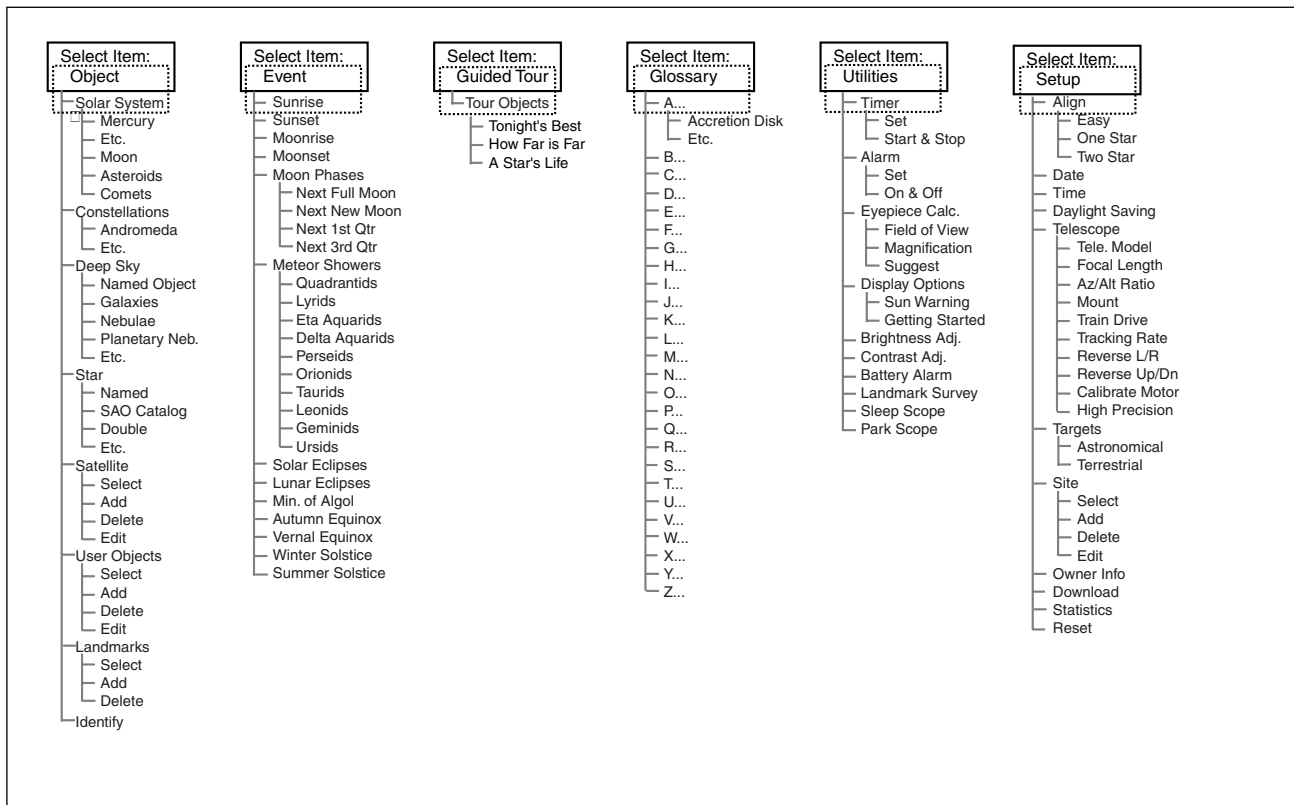 Select Item:
Object
Solar System
Mercury
Etc.
Moon
Asteroids
Comets
Constellations
Andromeda
Etc.
Deep Sky
Named Object
Galaxies
Nebulae
Planetary Neb.
Etc.
Star
Named
SAO Catalog
Double
Etc.
Satellite
Select
Add
Delete
Edit
User Objects
Select
Add
Delete
Edit
Landmarks
Select
Add
Delete
Identify
Select Item:
Event
Sunrise
Sunset
Moonrise
Moonset
Moon Phases
Next Full Moon
Next New Moon
Next 1st Qtr
Next 3rd Qtr
Meteor Showers
Quadrantids
Lyrids
Eta Aquarids
Delta Aquarids
Perseids
Orionids
Taurids
Leonids
Geminids
Ursids
Solar Eclipses
Lunar Eclipses
Min. of Algol
Autumn Equinox
Vernal Equinox
Winter Solstice
Summer Solstice
Select Item:
Guided Tour
Tour Objects
Tonight's Best
How Far is Far
A Star's Life
Select Item:
Glossary
A...
Accretion Disk
Etc.
B...
C...
D...
E...
F...
G...
H...
I...
J...
K...
L...
M...
N...
O...
P...
Q...
R...
S...
T...
U...
V...
W...
X...
Y...
Z...
Select Item:
Utilities
Timer
Set
Start & Stop
Alarm
Set
On & Off
Eyepiece Calc.
Field of View
Magnification
Suggest
Display Options
Sun Warning
Getting Started
Brightness Adj.
Contrast Adj.
Battery Alarm
Landmark Survey
Sleep Scope
Park Scope
Select Item:
Setup
Align
Easy
One Star
Two Star
Date
Time
Daylight Saving
Telescope
Tele. Model
Focal Length
Az/Alt Ratio
Mount
Train Drive
Tracking Rate
Reverse L/R
Reverse Up/Dn
Calibrate Motor
High Precision
Targets
Astronomical
Terrestrial
Site
Select
Add
Delete
Edit
Owner Info
Download
Statistics
Reset